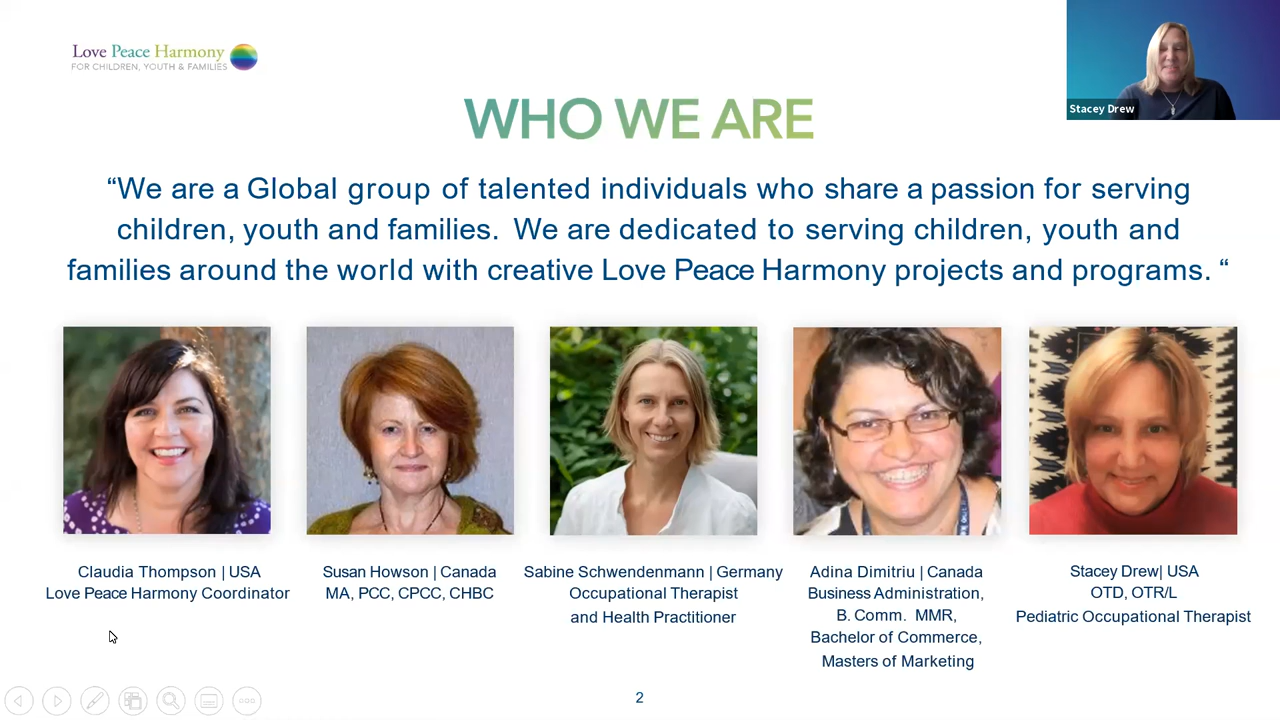 Love Peace Harmony
FOR CHILDREN, YOUTH & FAMILIES
Stacey Drew
WHO WE ARE
“We are a Global group of talented individuals who share a passion for serving
children, youth and families. We are dedicated to serving children, youth and
families around the world with creative Love Peace Harmony projects and programs. “
Claudia Thompson | USA
Love Peace Harmony Coordinator
Susan Howson | Canada
MA, PCC, CPCC, CHBC
Sabine Schwendenmann | Germany
Occupational Therapist
and Health Practitioner
Adina Dimitriu | Canada
Business Administration,
B. Comm. MMR,
Bachelor of Commerce,
Masters of Marketing
Stacey Drew| USA
OTD, OTR/L
Pediatric Occupational Therapist
2